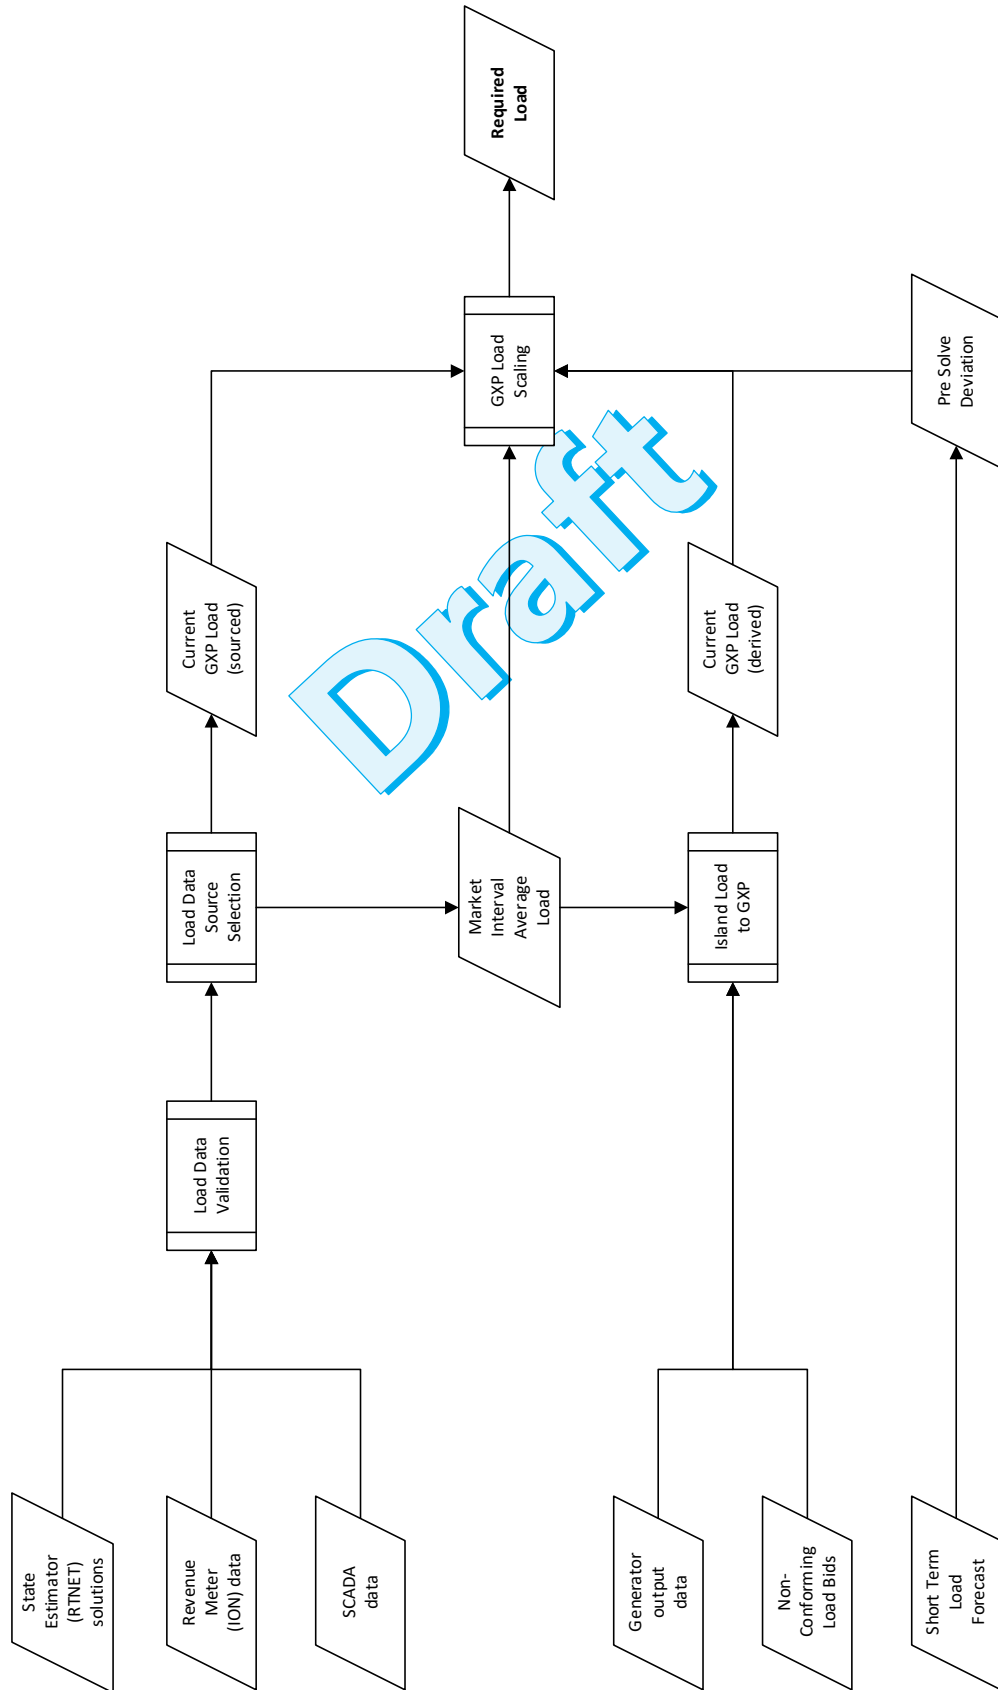 State
Estimator
(RTNET)
solutions
Revenue
Meter
(ION) data
SCADA
data
Generator
output
data
Non-
Conforming
Load Bids
Short Term
Load
Forecast
Load Data
Validation
Load Data
Source
Selection
Market
Interval
Average
Load
Island Load
to GXP
Current
GXP Load
(sourced)
Current
GXP Load
(derived)
Pre Solve
Deviation
GXP Load
Scaling
Required
Load
Draft